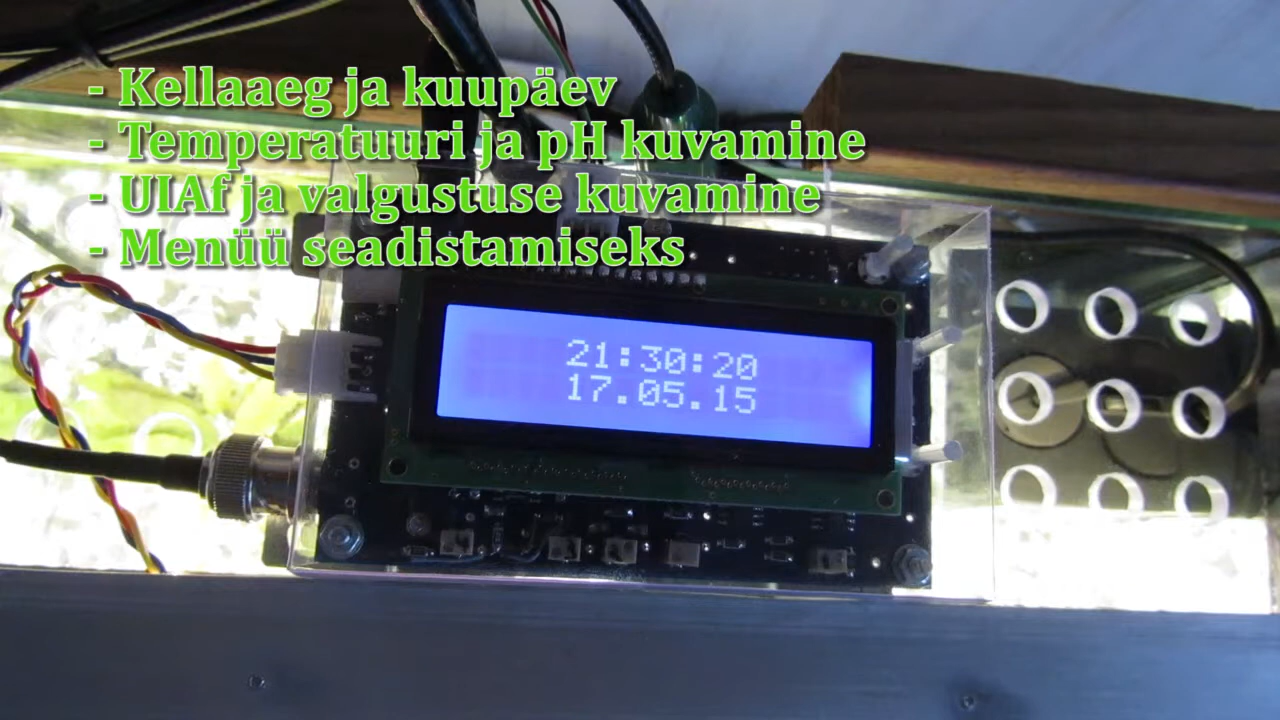 - Kellaaeg ja kuupäev
- Temperatuuri ja pH kuvamine
- UIAf ja valgustuse kuvamine
- Menüü seadistamiseks
21:30:20
17.05.15